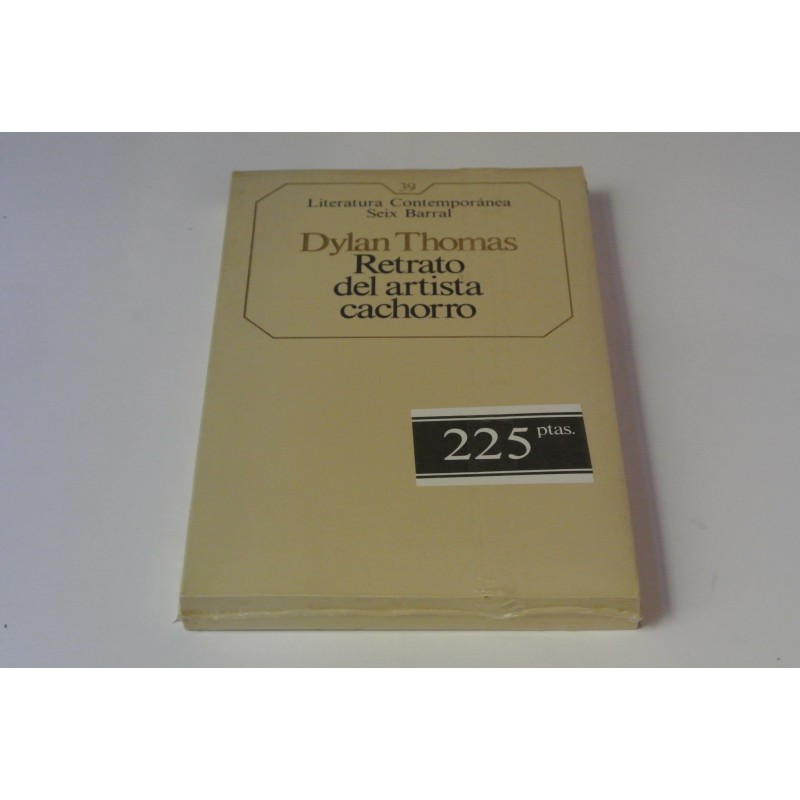 39
Literatura Contemporánea
Seix Barral
Dylan Thomas
Retrato
del artista
cachorro
225 ptas.